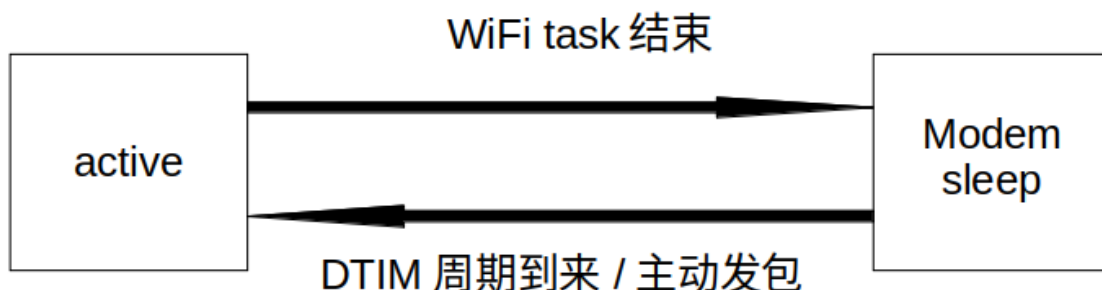 WiFi task 结束
active
Modem
sleep
DTIM 周期到来 / 主动发包